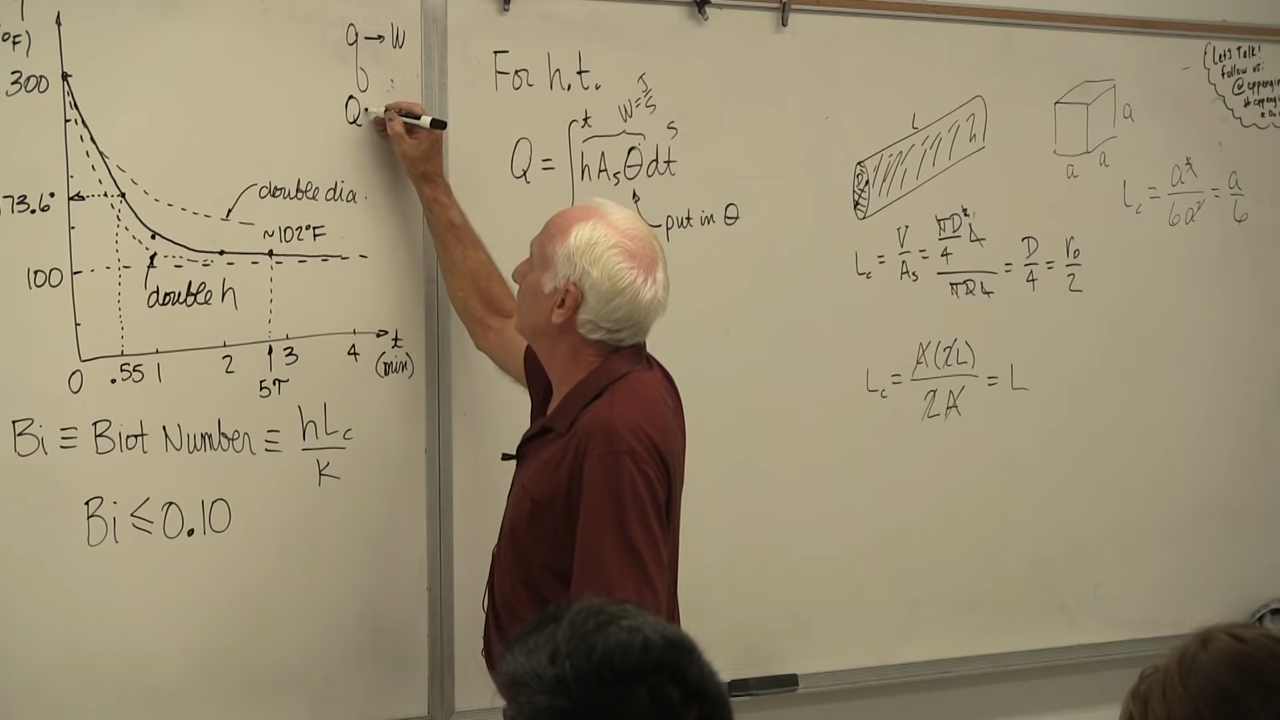 °F)
300
73.6°
100
double dia.
~102°F
double h
0 .55 1 2 3 4 t
(min)
5τ
Bi ≡ Biot Number ≡ hLc/K
Bi ≤ 0.10
q → W
Q
For h.t.
W = J/S
t S
Q = ∫ hAsθdt
put in θ
L
a
a a
Lc = V/As = (πD²L/4)/(πDL) = D/4 = ro/2
Lc = A(2L)/2A = L
Lc = a³/6a² = a/6
Let's Talk!
follow us: